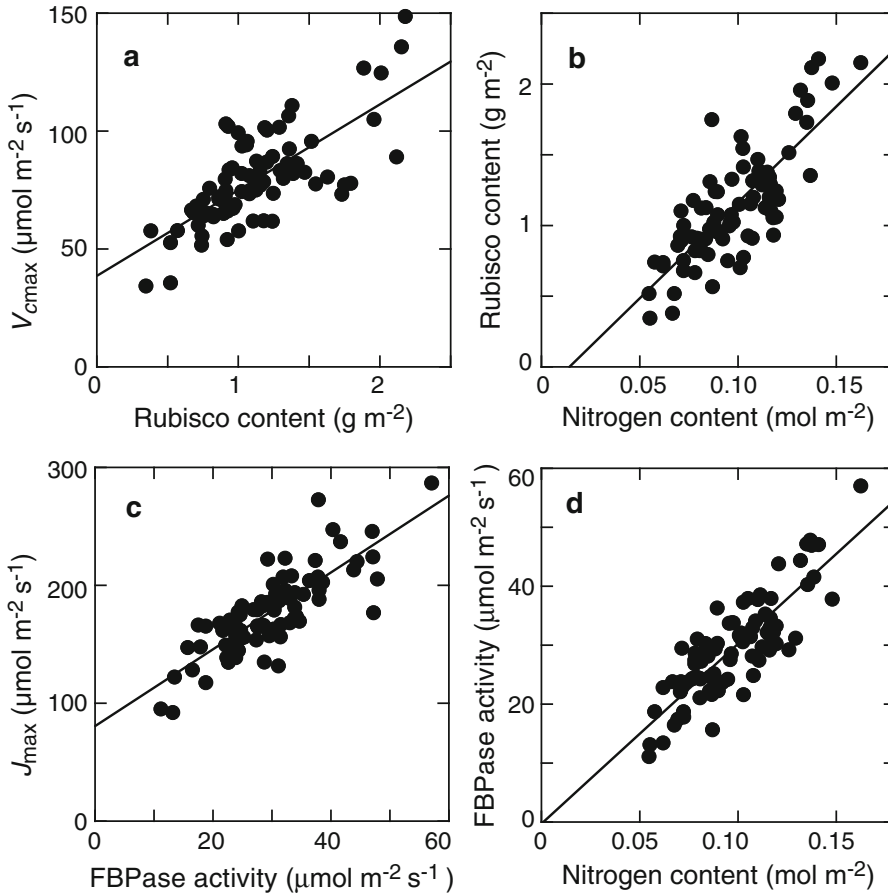 a
150
100
50
0
V_cmax (μmol m⁻² s⁻¹)
0 1 2
Rubisco content (g m⁻²)
b
2
1
0
Rubisco content (g m⁻²)
0 0.05 0.10 0.15
Nitrogen content (mol m⁻²)
c
300
200
100
0
J_max (μmol m⁻² s⁻¹)
0 20 40 60
FBPase activity (μmol m⁻² s⁻¹)
d
60
40
20
0
FBPase activity (μmol m⁻² s⁻¹)
0 0.05 0.10 0.15
Nitrogen content (mol m⁻²)